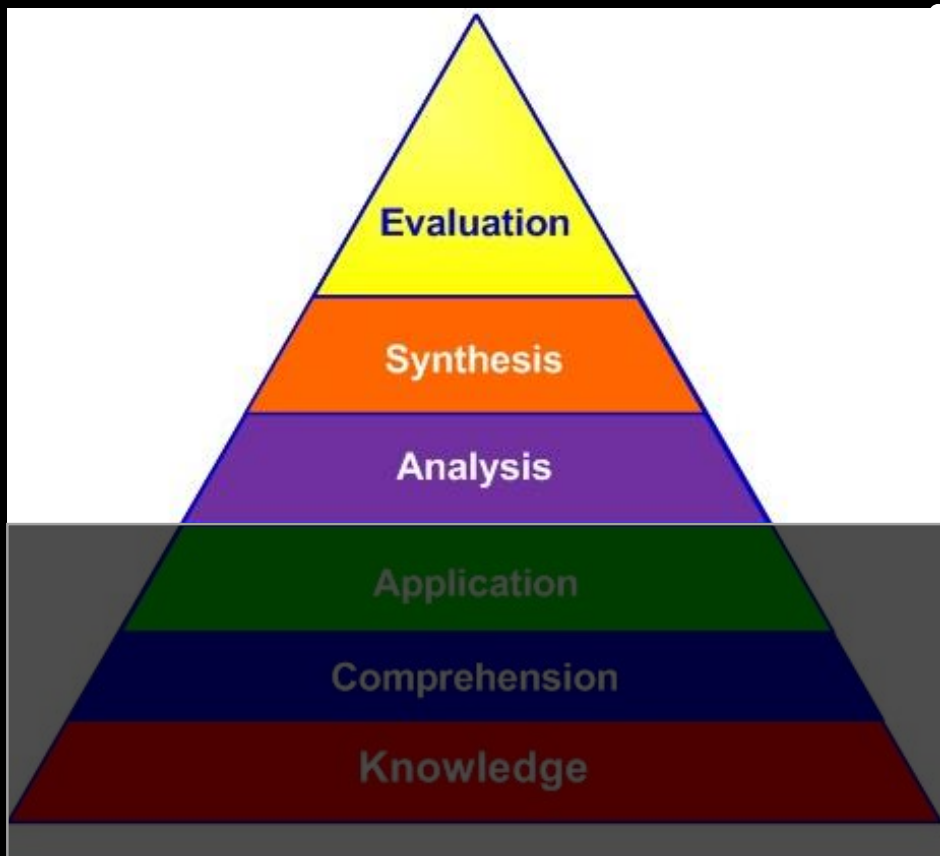 Evaluation
Synthesis
Analysis
Application
Comprehension
Knowledge